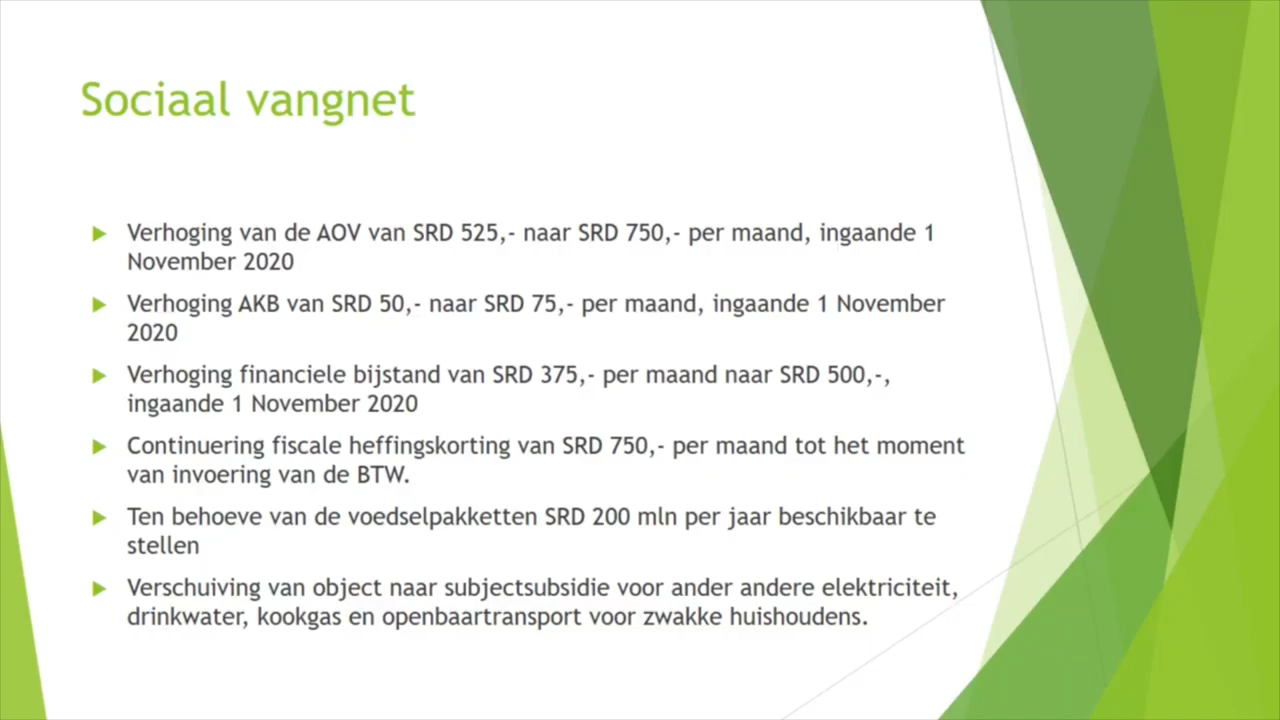 Sociaal vangnet
Verhoging van de AOV van SRD 525,- naar SRD 750,- per maand, ingaande 1
November 2020
Verhoging AKB van SRD 50,- naar SRD 75,- per maand, ingaande 1 November
2020
Verhoging financiele bijstand van SRD 375,- per maand naar SRD 500,-,
ingaande 1 November 2020
Continuering fiscale heffingskorting van SRD 750,- per maand tot het moment
van invoering van de BTW.
Ten behoeve van de voedselpakketten SRD 200 mln per jaar beschikbaar te
stellen
Verschuiving van object naar subjectsubsidie voor ander andere elektriciteit,
drinkwater, kookgas en openbaartransport voor zwakke huishoudens.